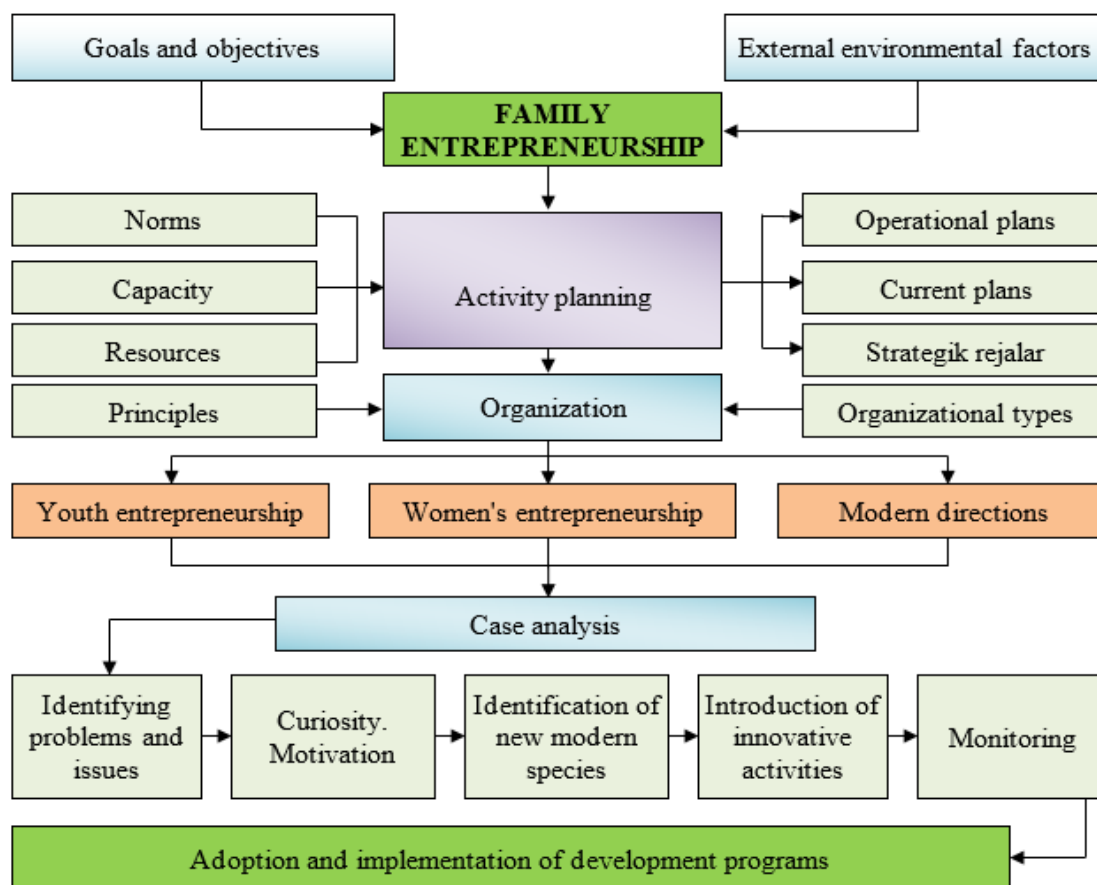 Goals and objectives
External environmental factors
FAMILY
ENTREPRENEURSHIP
Norms
Operational plans
Capacity
Activity planning
Current plans
Resources
Strategik rejalar
Principles
Organization
Organizational types
Youth entrepreneurship
Women's entrepreneurship
Modern directions
Case analysis
Identifying
problems and
issues
Curiosity.
Motivation
Identification of
new modern
species
Introduction of
innovative
activities
Monitoring
Adoption and implementation of development programs